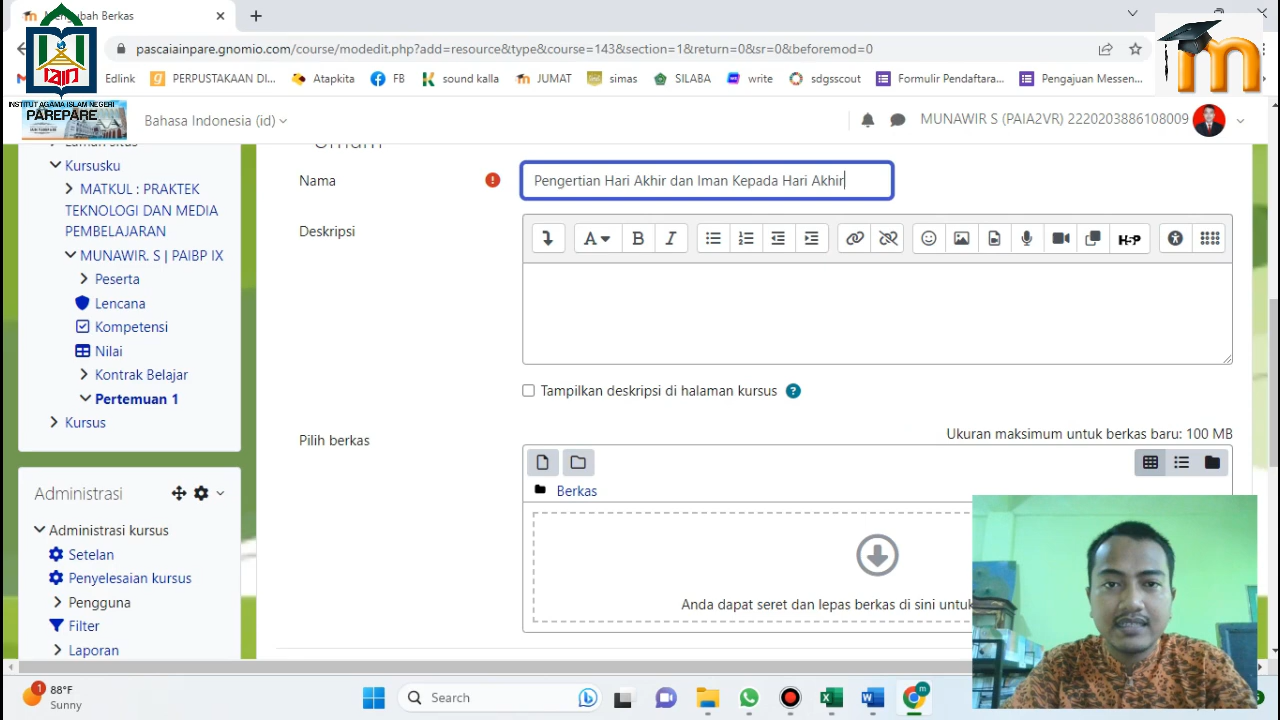 Mengubah Berkas
pascaiainpare.gnomio.com/course/modedit.php?add=resource&type&course=143&section=1&return=0&sr=0&beforemod=0
Edlink
PERPUSTAKAAN DI...
Atapkita
FB
sound kalla
JUMAT
simas
SILABA
write
sdgsscout
Formulir Pendaftara...
Pengajuan Messen...
iain
INSTITUT AGAMA ISLAM NEGERI
PAREPARE
m
Bahasa Indonesia (id)
MUNAWIR S (PAIA2VR) 2220203886108009
Kursusku
MATKUL : PRAKTEK
TEKNOLOGI DAN MEDIA
PEMBELAJARAN
MUNAWIR. S | PAIBP IX
Peserta
Lencana
Kompetensi
Nilai
Kontrak Belajar
Pertemuan 1
Kursus
Administrasi
Administrasi kursus
Setelan
Penyelesaian kursus
Pengguna
Filter
Laporan
Umum
Nama
Pengertian Hari Akhir dan Iman Kepada Hari Akhir
Deskripsi
A
B
I
H5P
Tampilkan deskripsi di halaman kursus
Pilih berkas
Ukuran maksimum untuk berkas baru: 100 MB
Berkas
Anda dapat seret dan lepas berkas di sini untuk
1
88°F
Sunny
Search